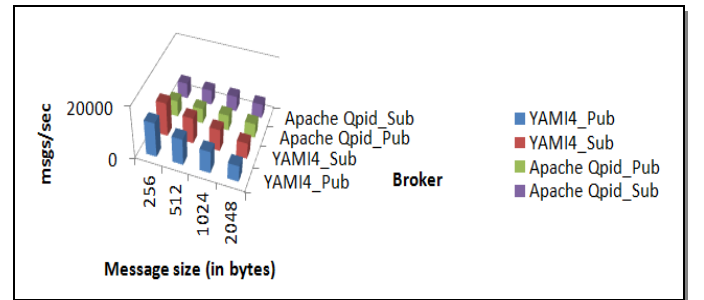 msgs/sec
20000
0
256
512
1024
2048
Message size (in bytes)
Apache Qpid_Sub
Apache Qpid_Pub
YAMI4_Sub
YAMI4_Pub
Broker
YAMI4_Pub
YAMI4_Sub
Apache Qpid_Pub
Apache Qpid_Sub